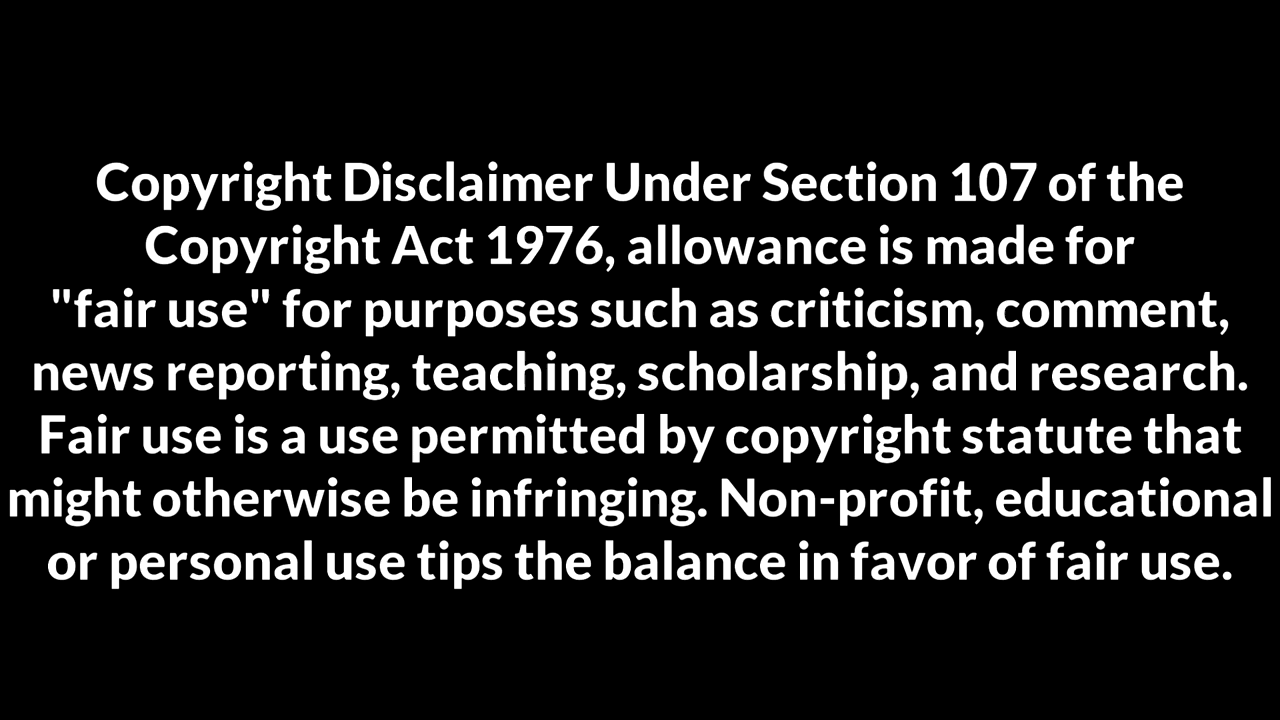 Copyright Disclaimer Under Section 107 of the
Copyright Act 1976, allowance is made for
"fair use" for purposes such as criticism, comment,
news reporting, teaching, scholarship, and research.
Fair use is a use permitted by copyright statute that
might otherwise be infringing. Non-profit, educational
or personal use tips the balance in favor of fair use.